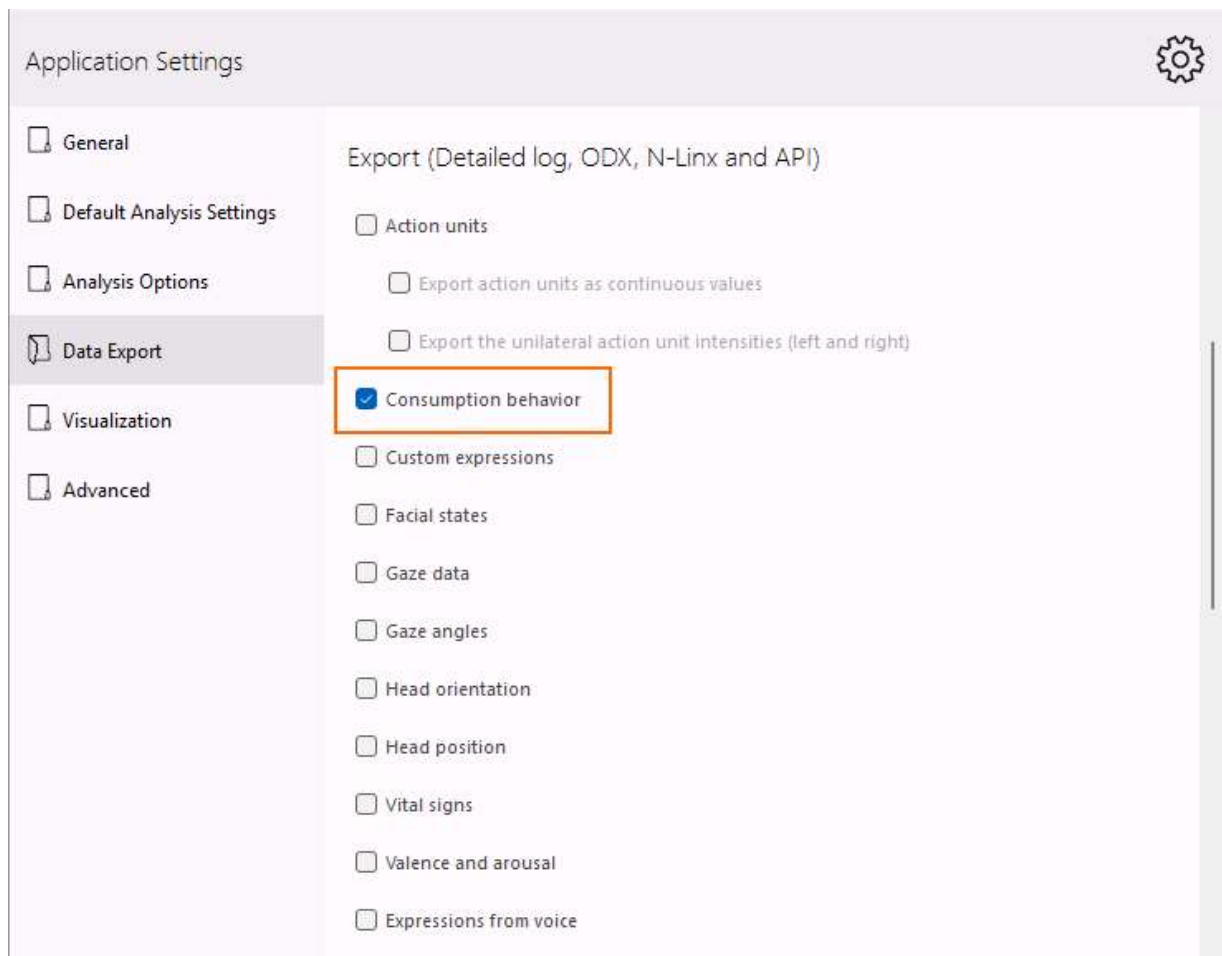 Application Settings
General
Default Analysis Settings
Analysis Options
Data Export
Visualization
Advanced
Export (Detailed log, ODX, N-Linx and API)
Action units
Export action units as continuous values
Export the unilateral action unit intensities (left and right)
Consumption behavior
Custom expressions
Facial states
Gaze data
Gaze angles
Head orientation
Head position
Vital signs
Valence and arousal
Expressions from voice